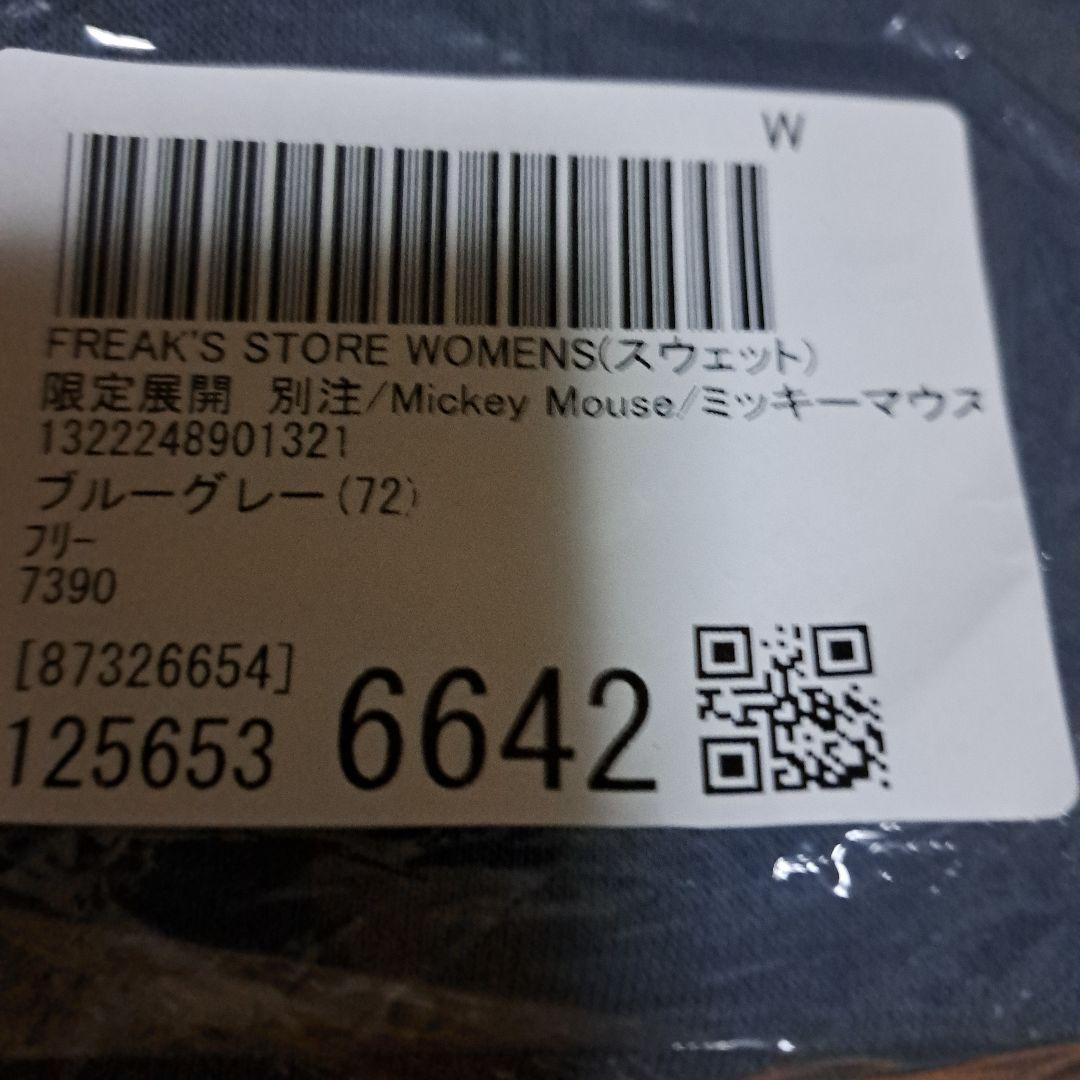 W
FREAK'S STORE WOMENS(スウェット)
限定展開 別注/Mickey Mouse/ミッキーマウス
1322248901321
ブルーグレー(72)
フリー
7390
[87326654]
125653 6642